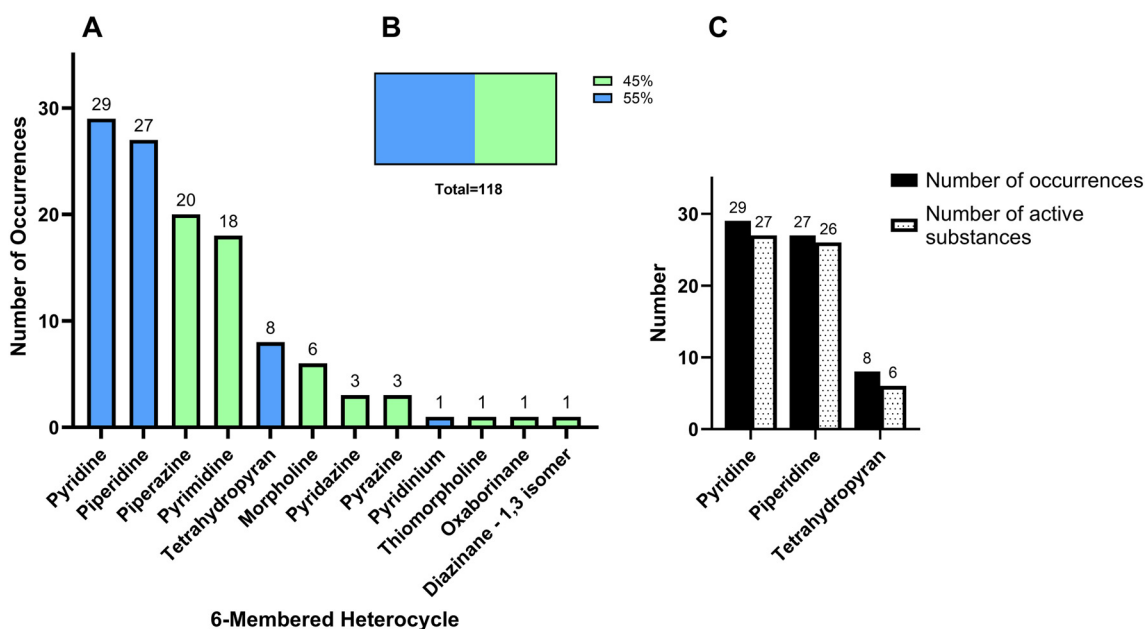 A
Number of Occurrences
30
20
10
0
29
27
20
18
8
6
3
3
1
1
1
1
Pyridine
Piperidine
Piperazine
Pyrimidine
Tetrahydropyran
Morpholine
Pyridazine
Pyrazine
Pyridinium
Thiomorpholine
Oxaborinane
Diazinane - 1,3 isomer
6-Membered Heterocycle
B
45%
55%
Total=118
C
Number of occurrences
Number of active
substances
Number
30
20
10
0
29
27
27
26
8
6
Pyridine
Piperidine
Tetrahydropyran